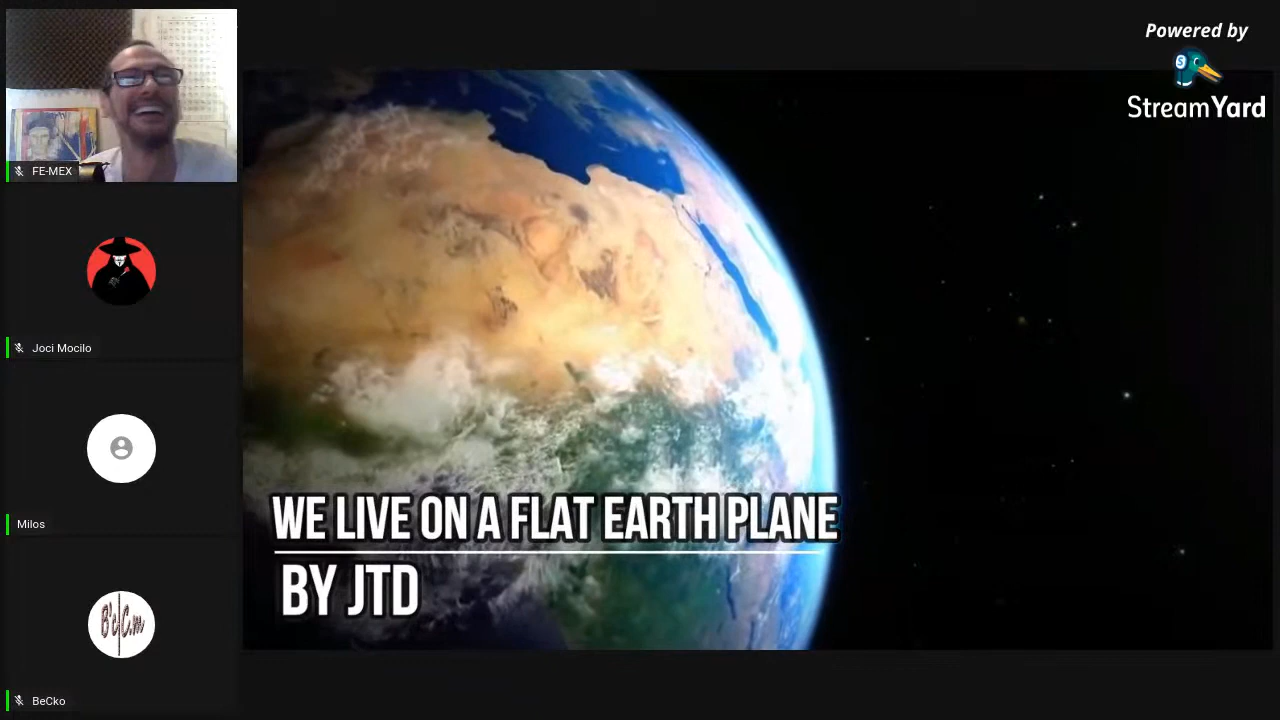 Powered by
StreamYard
FE-MEX
Joci Mocilo
Milos
BeCko
WE LIVE ON A FLAT EARTH PLANE
BY JTD